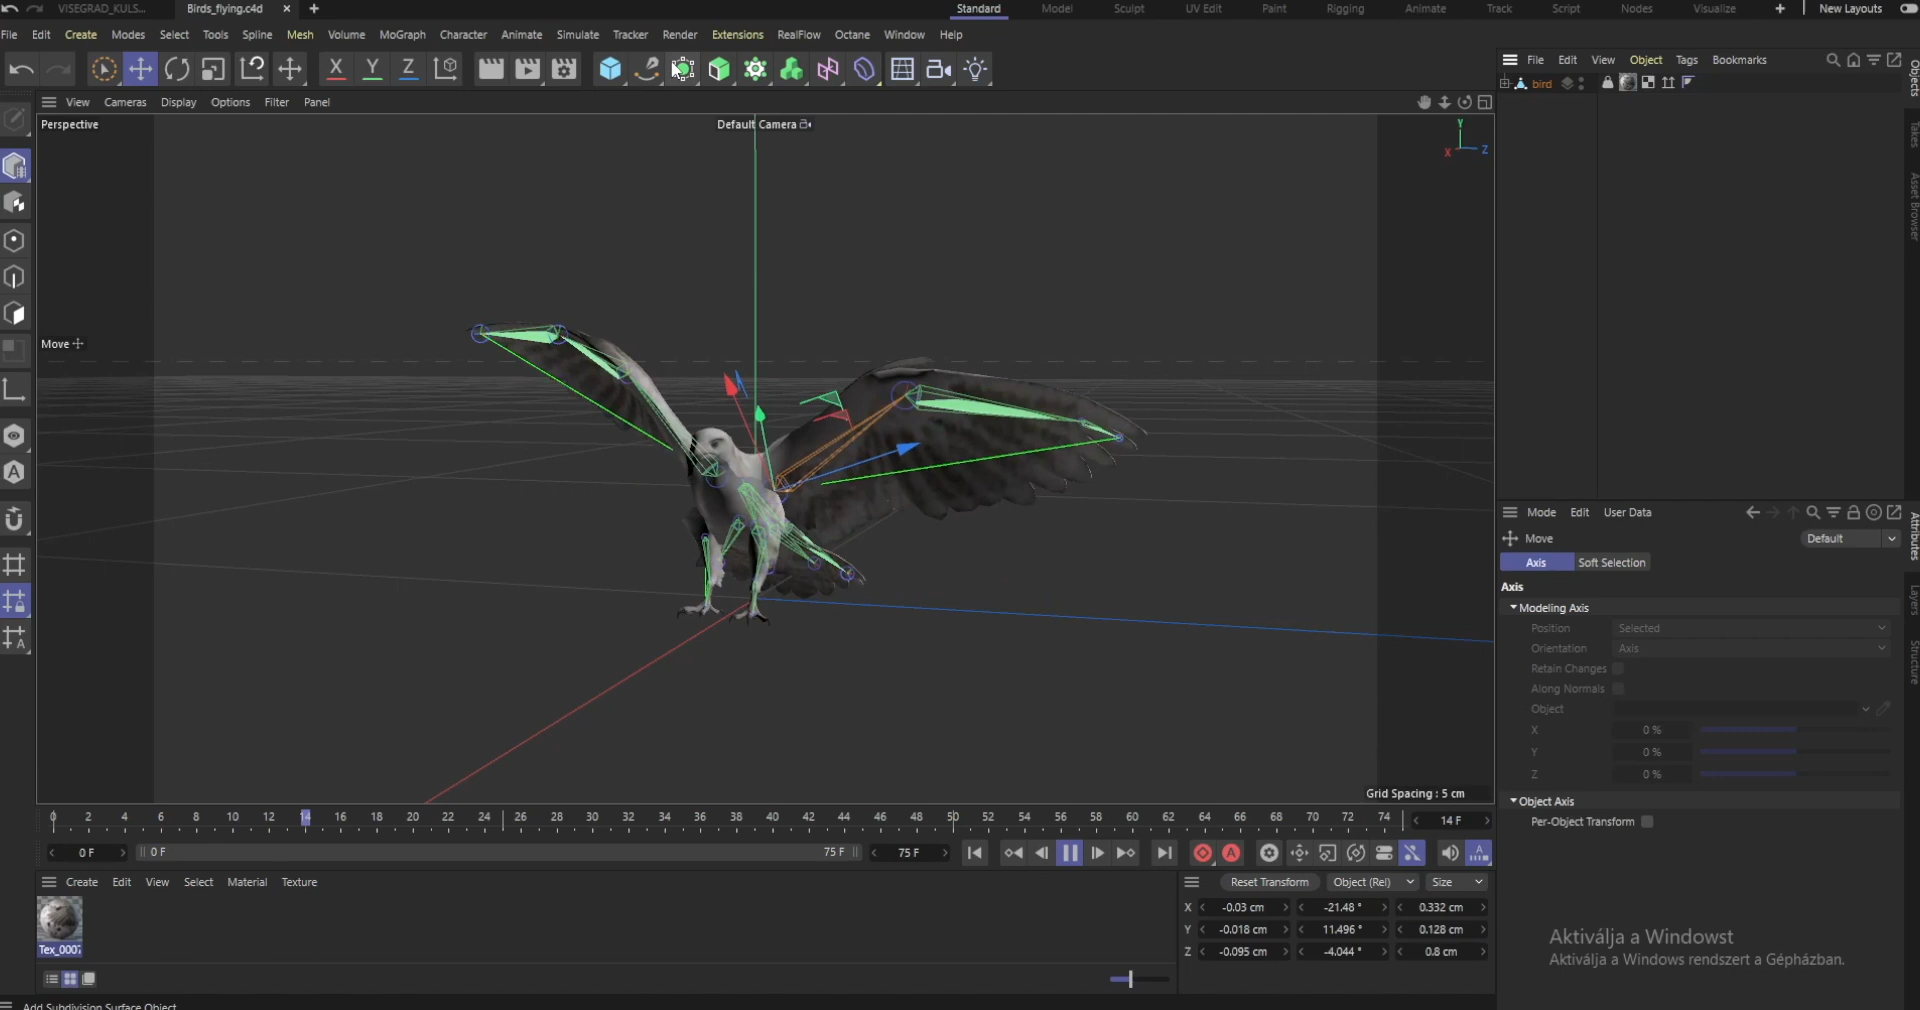 VISEGRAD_KULS... Birds_flying.c4d × + Standard Model Sculpt UV Edit Paint Rigging Animate Track Script Nodes Visualize + New Layouts
File Edit Create Modes Select Tools Spline Mesh Volume MoGraph Character Animate Simulate Tracker Render Extensions RealFlow Octane Window Help
X Y Z
File Edit View Object Tags Bookmarks
bird
Objects
Takes
Asset Browser
View Cameras Display Options Filter Panel
Perspective Default Camera
Y
X Z
Move
Grid Spacing : 5 cm
Mode Edit User Data
Move Default
Axis Soft Selection
Axis
Modeling Axis
Position Selected
Orientation Axis
Retain Changes
Along Normals
Object
X 0 %
Y 0 %
Z 0 %
Object Axis
Per-Object Transform
Attributes
Layers
Structure
0 2 4 6 8 10 12 14 16 18 20 22 24 26 28 30 32 34 36 38 40 42 44 46 48 50 52 54 56 58 60 62 64 66 68 70 72 74 14 F
0 F 0 F 75 F 75 F
Create Edit View Select Material Texture
Tex_0007
Reset Transform Object (Rel) Size
X -0.03 cm -21.48 ° 0.332 cm
Y -0.018 cm 11.496 ° 0.128 cm
Z -0.095 cm -4.044 ° 0.8 cm
Aktiválja a Windowst
Aktiválja a Windows rendszert a Gépházban.
Add Subdivision Surface Object